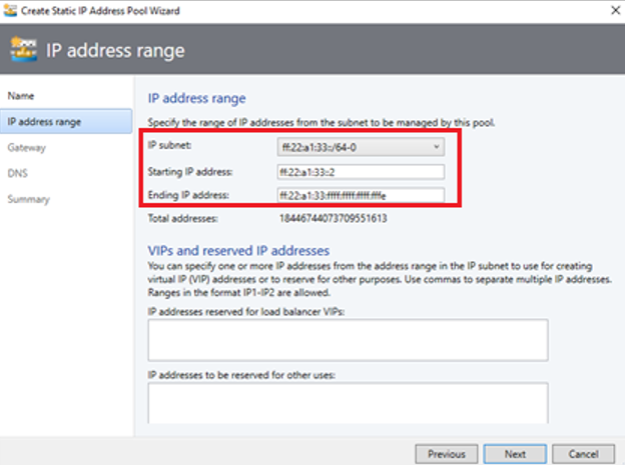 Create Static IP Address Pool Wizard
IP address range
Name
IP address range
Gateway
DNS
Summary
IP address range
Specify the range of IP addresses from the subnet to be managed by this pool.
IP subnet: ff:22:a1:33::/64-0
Starting IP address: ff:22:a1:33::2
Ending IP address: ff:22:a1:33:ffff:ffff:ffff:fffe
Total addresses: 18446744073709551613
VIPs and reserved IP addresses
You can specify one or more IP addresses from the address range in the IP subnet to use for creating
virtual IP (VIP) addresses or to reserve for other purposes. Use commas to separate multiple IP addresses.
Ranges in the format IP1-IP2 are allowed.
IP addresses reserved for load balancer VIPs:
IP addresses to be reserved for other uses:
Previous Next Cancel